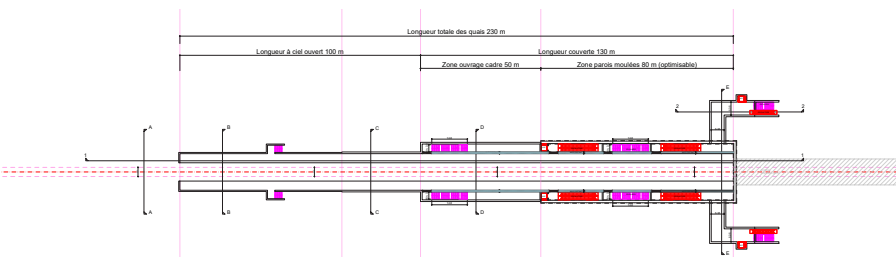 Longueur totale des quais 230 m
Longueur à ciel ouvert 100 m
Longueur couverte 130 m
Zone ouvrage cadre 50 m
Zone parois moulées 80 m (optimisable)
E
2
2
A
B
C
D
1
1
A
B
C
D
E